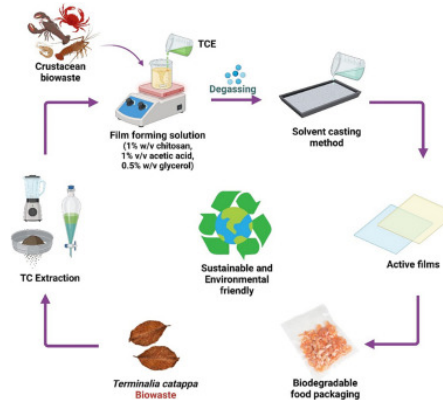 Crustacean
biowaste
TCE
Degassing
Film forming solution
(1% w/v chitosan,
1% v/v acetic acid,
0.5% w/v glycerol)
Solvent casting
method
TC Extraction
Sustainable and
Environmental
friendly
Active films
Terminalia catappa
Biowaste
Biodegradable
food packaging